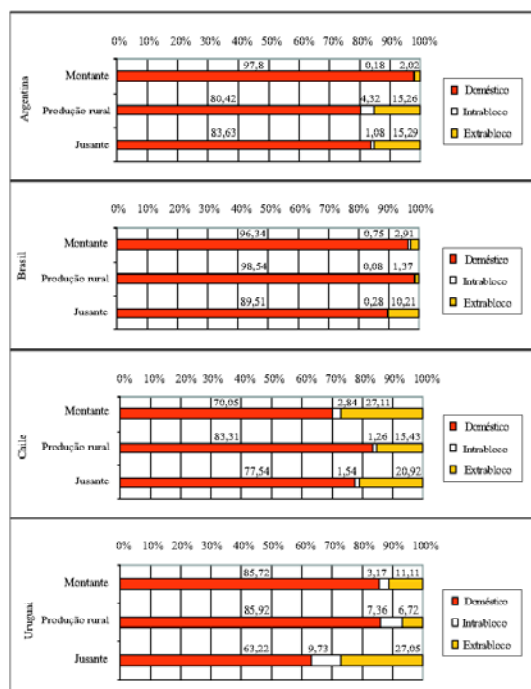 0% 10% 20% 30% 40% 50% 60% 70% 80% 90% 100%
Argentina
97,8 0,18 2,02
Montante
80,42 4,32 15,26
Produção rural
83,63 1,08 15,29
Jusante
Doméstico
Intrabloco
Extrabloco
0% 10% 20% 30% 40% 50% 60% 70% 80% 90% 100%
Brasil
96,34 0,75 2,91
Montante
98,54 0,08 1,37
Produção rural
89,51 0,28 10,21
Jusante
Doméstico
Intrabloco
Extrabloco
0% 10% 20% 30% 40% 50% 60% 70% 80% 90% 100%
Chile
70,05 2,84 27,11
Montante
83,31 1,26 15,43
Produção rural
77,54 1,54 20,92
Jusante
Doméstico
Intrabloco
Extrabloco
0% 10% 20% 30% 40% 50% 60% 70% 80% 90% 100%
Uruguai
85,72 3,17 11,11
Montante
85,92 7,36 6,72
Produção rural
63,22 9,73 27,05
Jusante
Doméstico
Intrabloco
Extrabloco